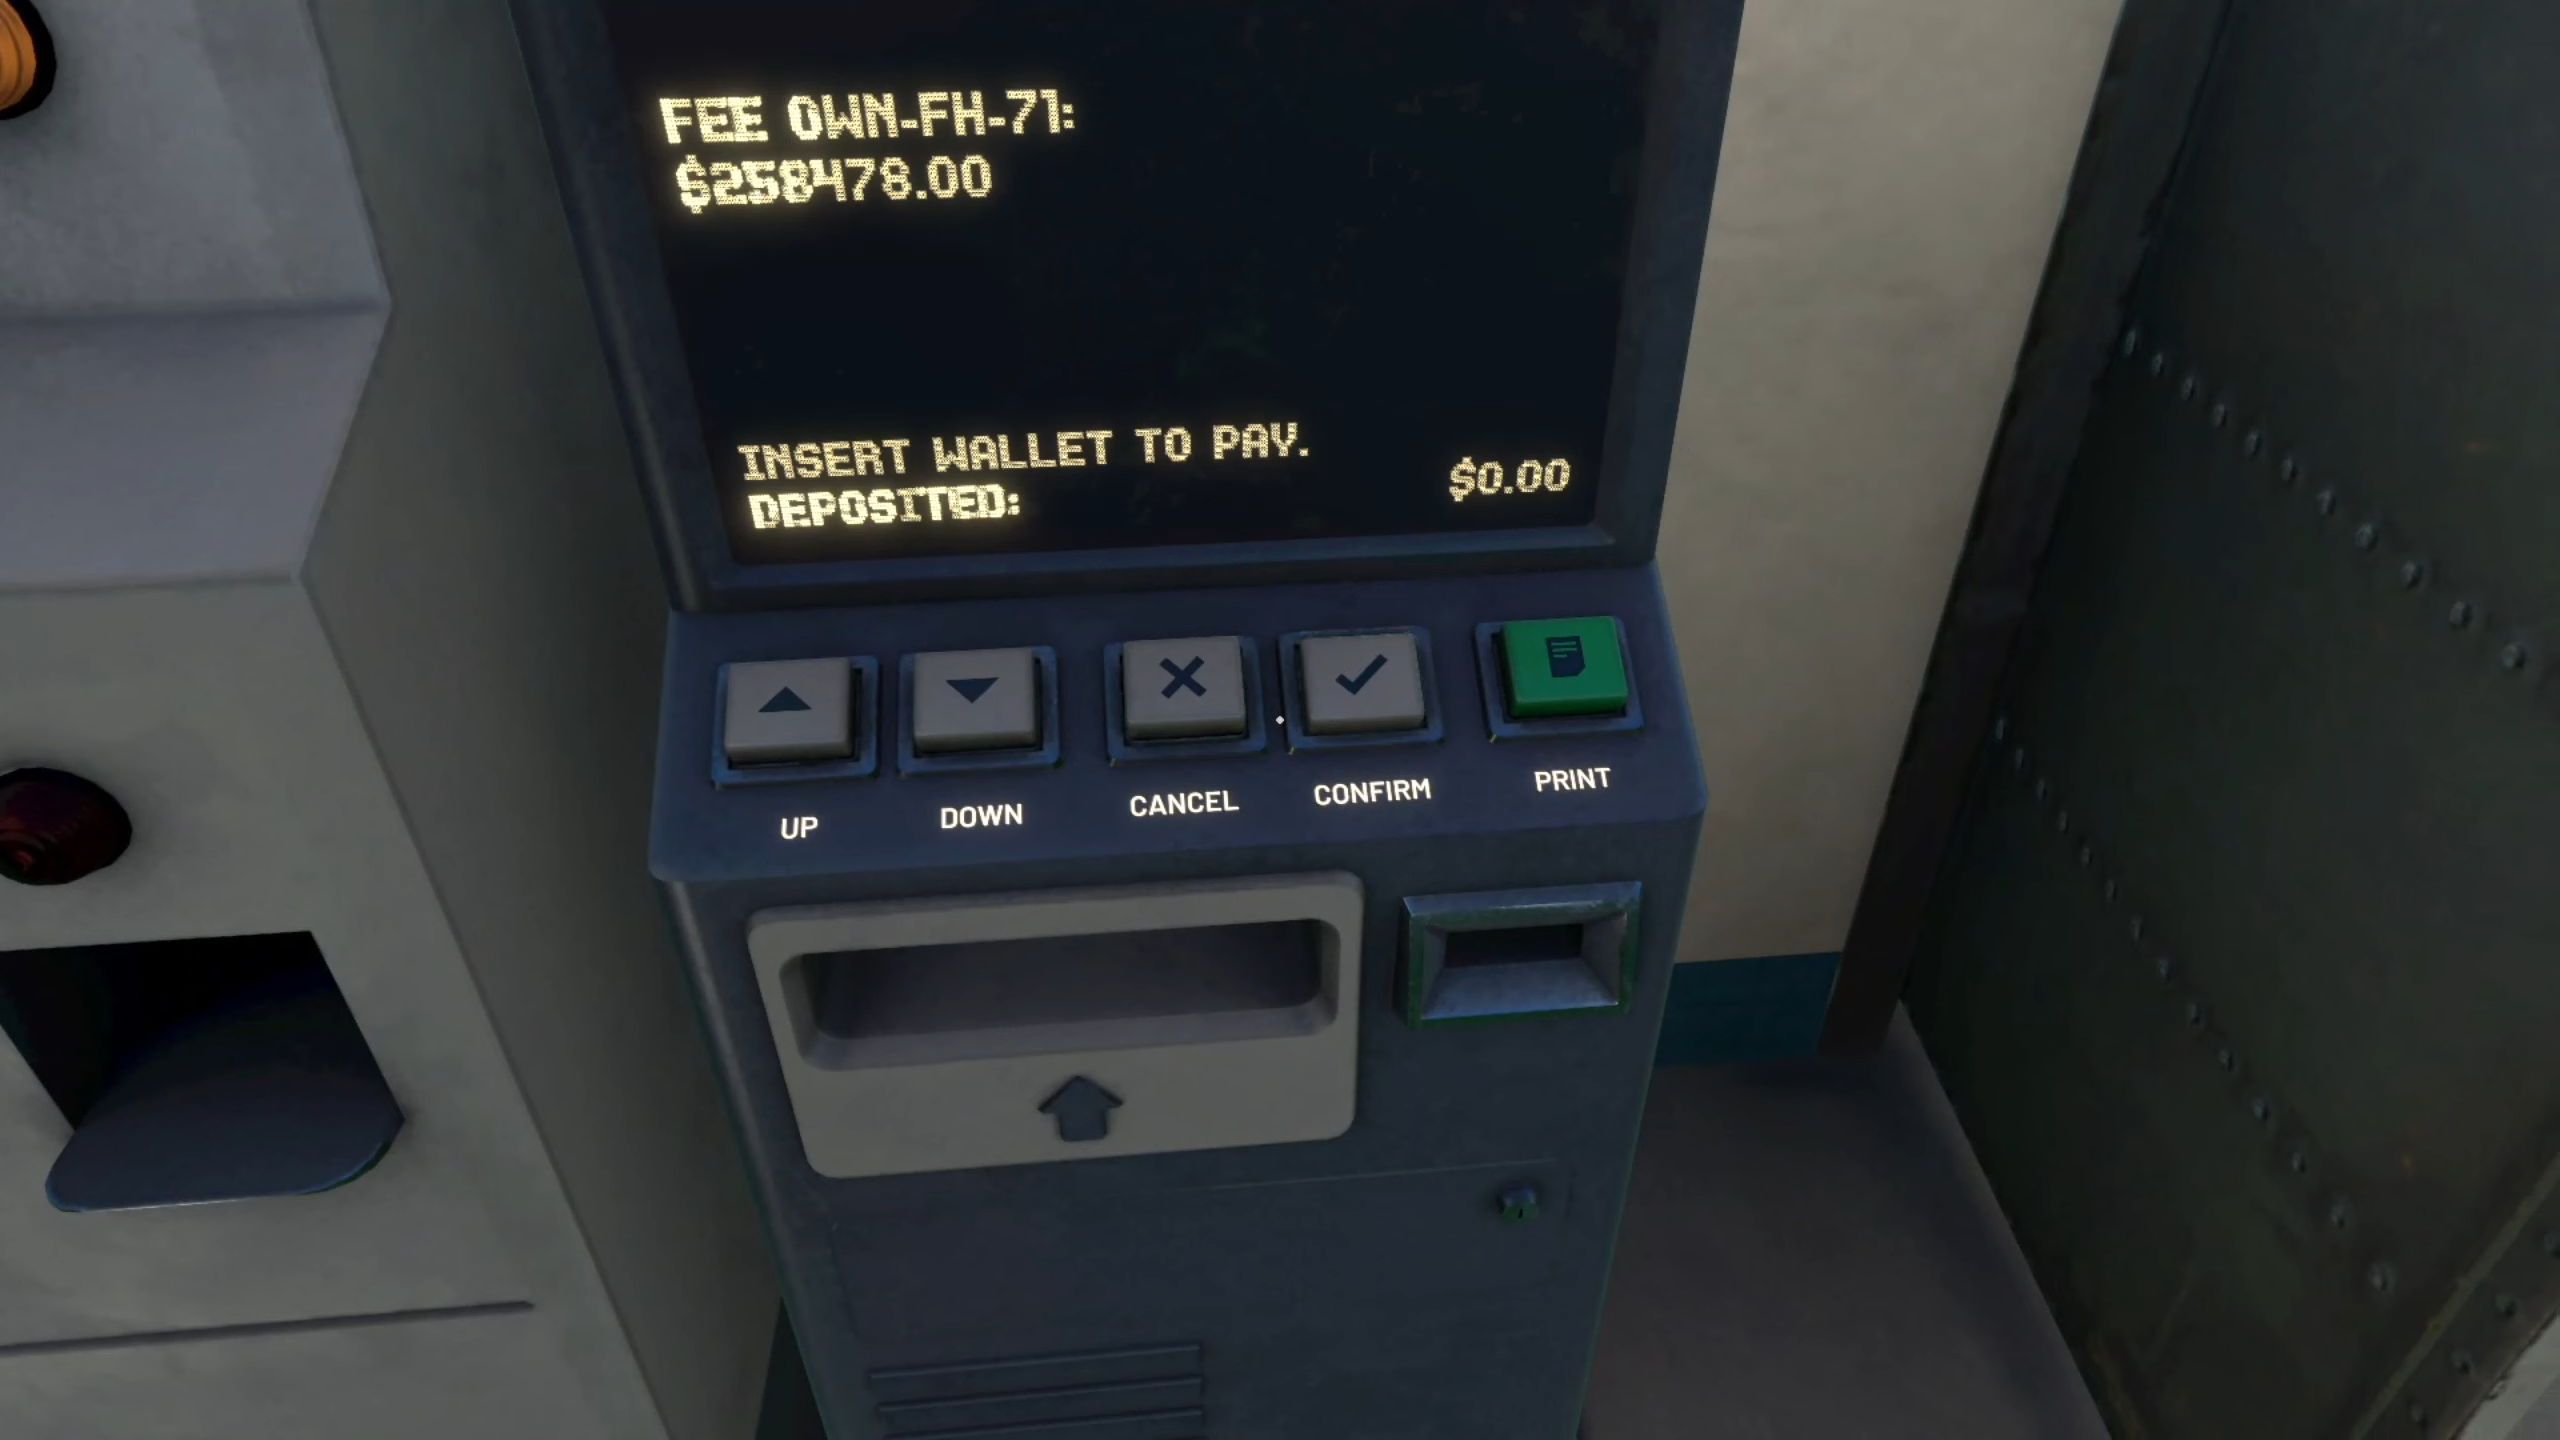 FEE OWN-FH-71:
$258478.00
INSERT WALLET TO PAY.
DEPOSITED: $0.00
UP DOWN CANCEL CONFIRM PRINT